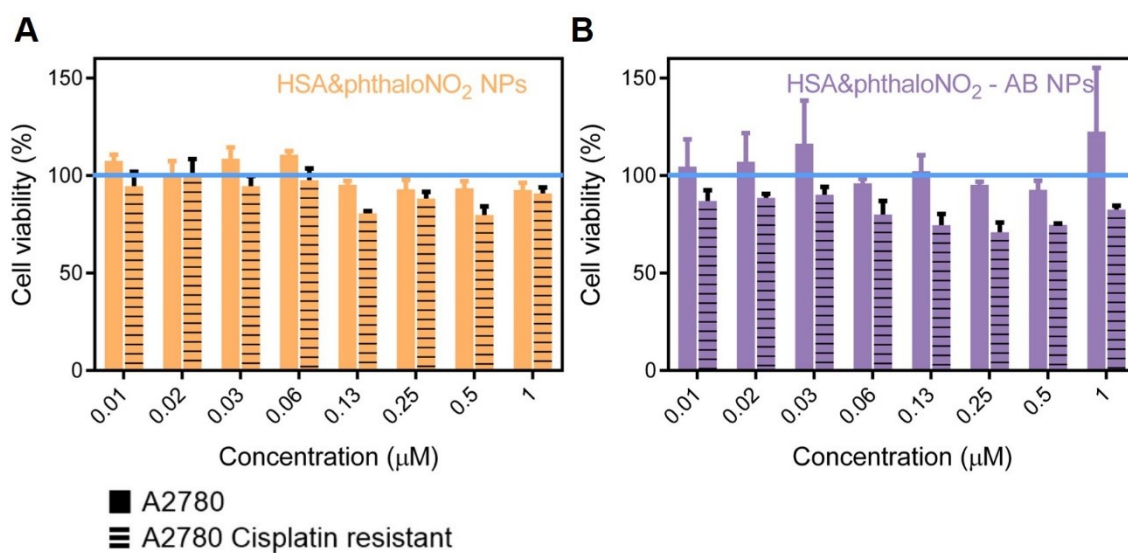 A
HSA&phthaloNO₂ NPs
Cell viability (%)
150
100
50
0
0.01
0.02
0.03
0.06
0.13
0.25
0.5
1
Concentration (μM)
B
HSA&phthaloNO₂ - AB NPs
Cell viability (%)
150
100
50
0
0.01
0.02
0.03
0.06
0.13
0.25
0.5
1
Concentration (μM)
A2780
A2780 Cisplatin resistant